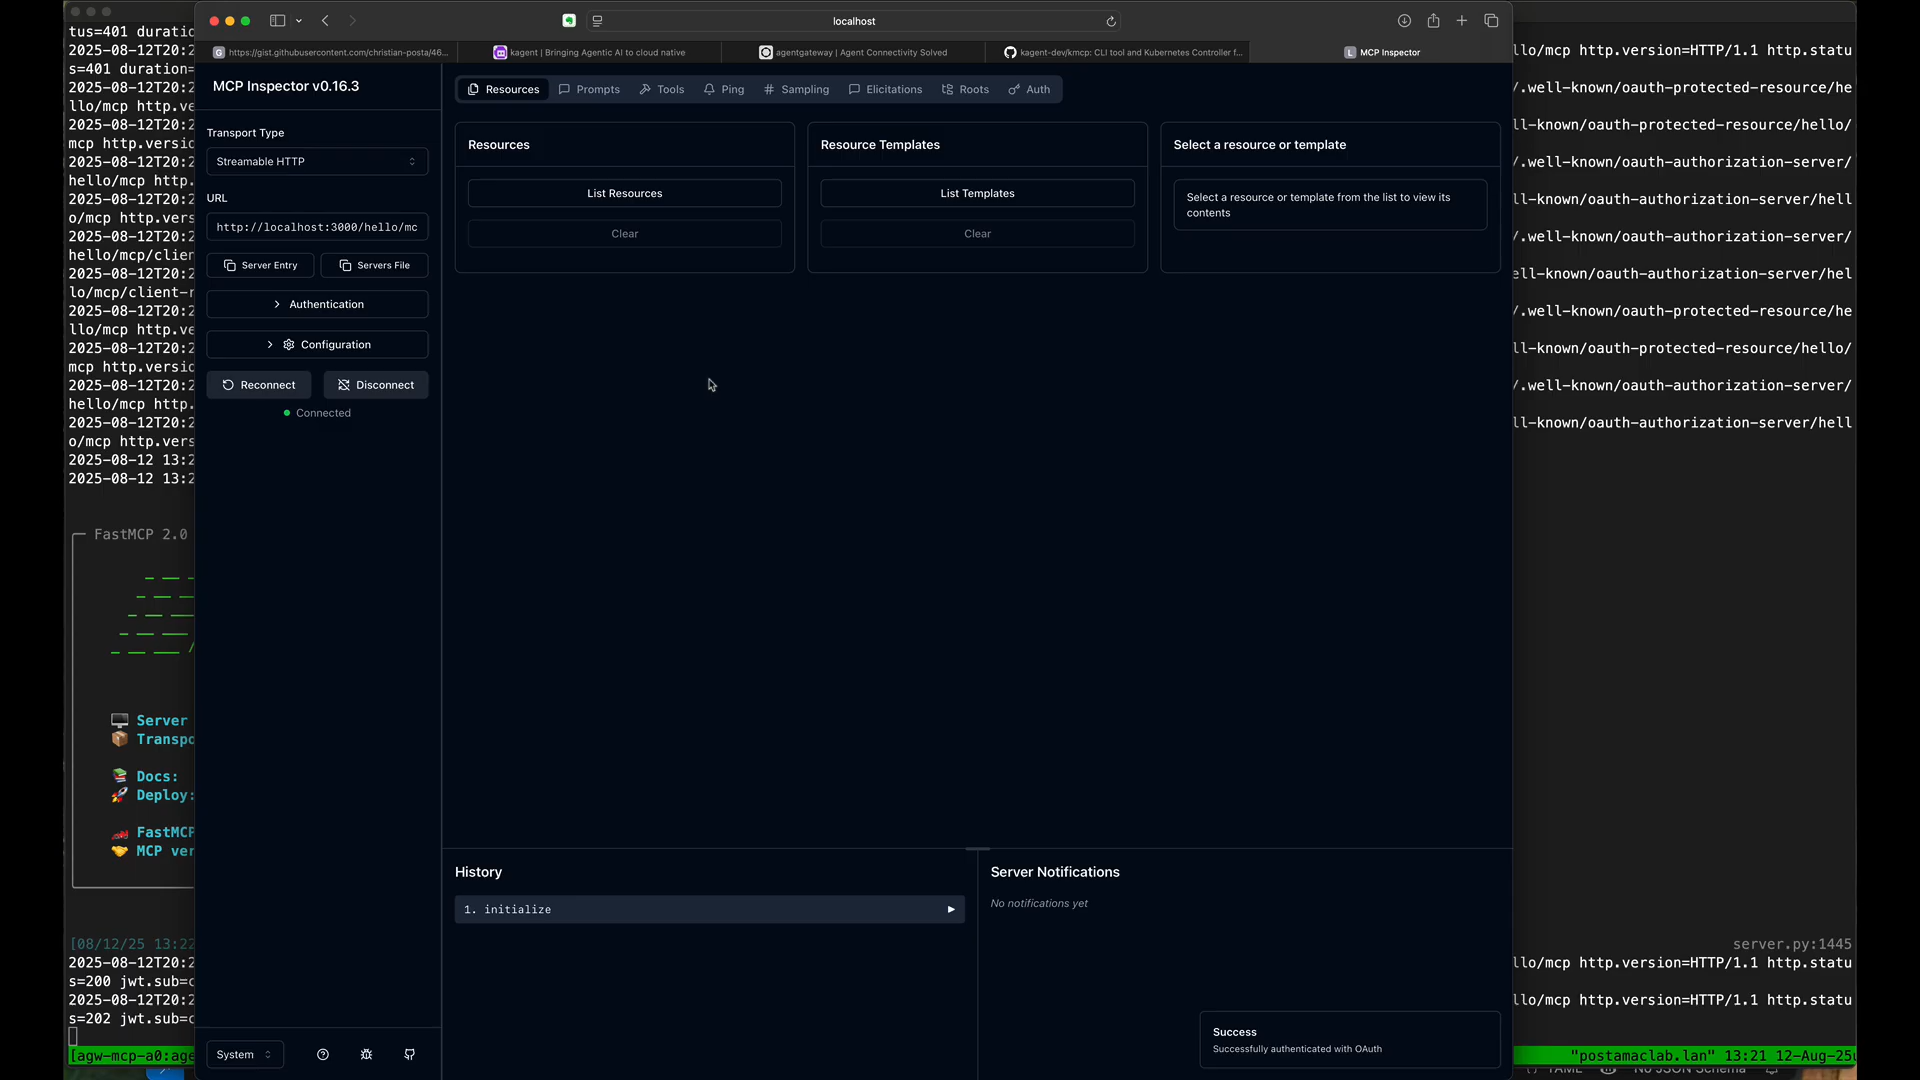 localhost
https://gist.githubusercontent.com/christian-posta/46...
kagent | Bringing Agentic AI to cloud native
agentgateway | Agent Connectivity Solved
kagent-dev/kmcp: CLI tool and Kubernetes Controller f...
MCP Inspector
MCP Inspector v0.16.3
Transport Type
Streamable HTTP
URL
http://localhost:3000/hello/mc
Server Entry
Servers File
Authentication
Configuration
Reconnect
Disconnect
Connected
System
Resources
Prompts
Tools
Ping
Sampling
Elicitations
Roots
Auth
Resources
List Resources
Clear
Resource Templates
List Templates
Clear
Select a resource or template
Select a resource or template from the list to view its
contents
History
1. initialize
Server Notifications
No notifications yet
Success
Successfully authenticated with OAuth
tus=401 duratio
2025-08-12T20:2
s=401 duration=
2025-08-12T20:2
llo/mcp http.ve
2025-08-12T20:2
mcp http.versio
2025-08-12T20:2
hello/mcp http.
2025-08-12T20:2
o/mcp http.vers
2025-08-12T20:2
hello/mcp/clien
2025-08-12T20:2
lo/mcp/client-r
2025-08-12T20:2
llo/mcp http.ve
2025-08-12T20:2
mcp http.versio
2025-08-12T20:2
hello/mcp http.
2025-08-12T20:2
o/mcp http.vers
2025-08-12 13:2
2025-08-12 13:2
FastMCP 2.0
Server
Transpo
Docs:
Deploy:
FastMCP
MCP ver
[08/12/25 13:22
2025-08-12T20:2
s=200 jwt.sub=c
2025-08-12T20:2
s=202 jwt.sub=c
[agw-mcp-a0:age
llo/mcp http.version=HTTP/1.1 http.statu
/.well-known/oauth-protected-resource/he
ll-known/oauth-protected-resource/hello/
/.well-known/oauth-authorization-server/
ll-known/oauth-authorization-server/hell
/.well-known/oauth-authorization-server/
ell-known/oauth-authorization-server/hel
/.well-known/oauth-protected-resource/he
ll-known/oauth-protected-resource/hello/
/.well-known/oauth-authorization-server/
ll-known/oauth-authorization-server/hell
server.py:1445
llo/mcp http.version=HTTP/1.1 http.statu
llo/mcp http.version=HTTP/1.1 http.statu
"postamaclab.lan" 13:21 12-Aug-25
YAML
No JSON Schema